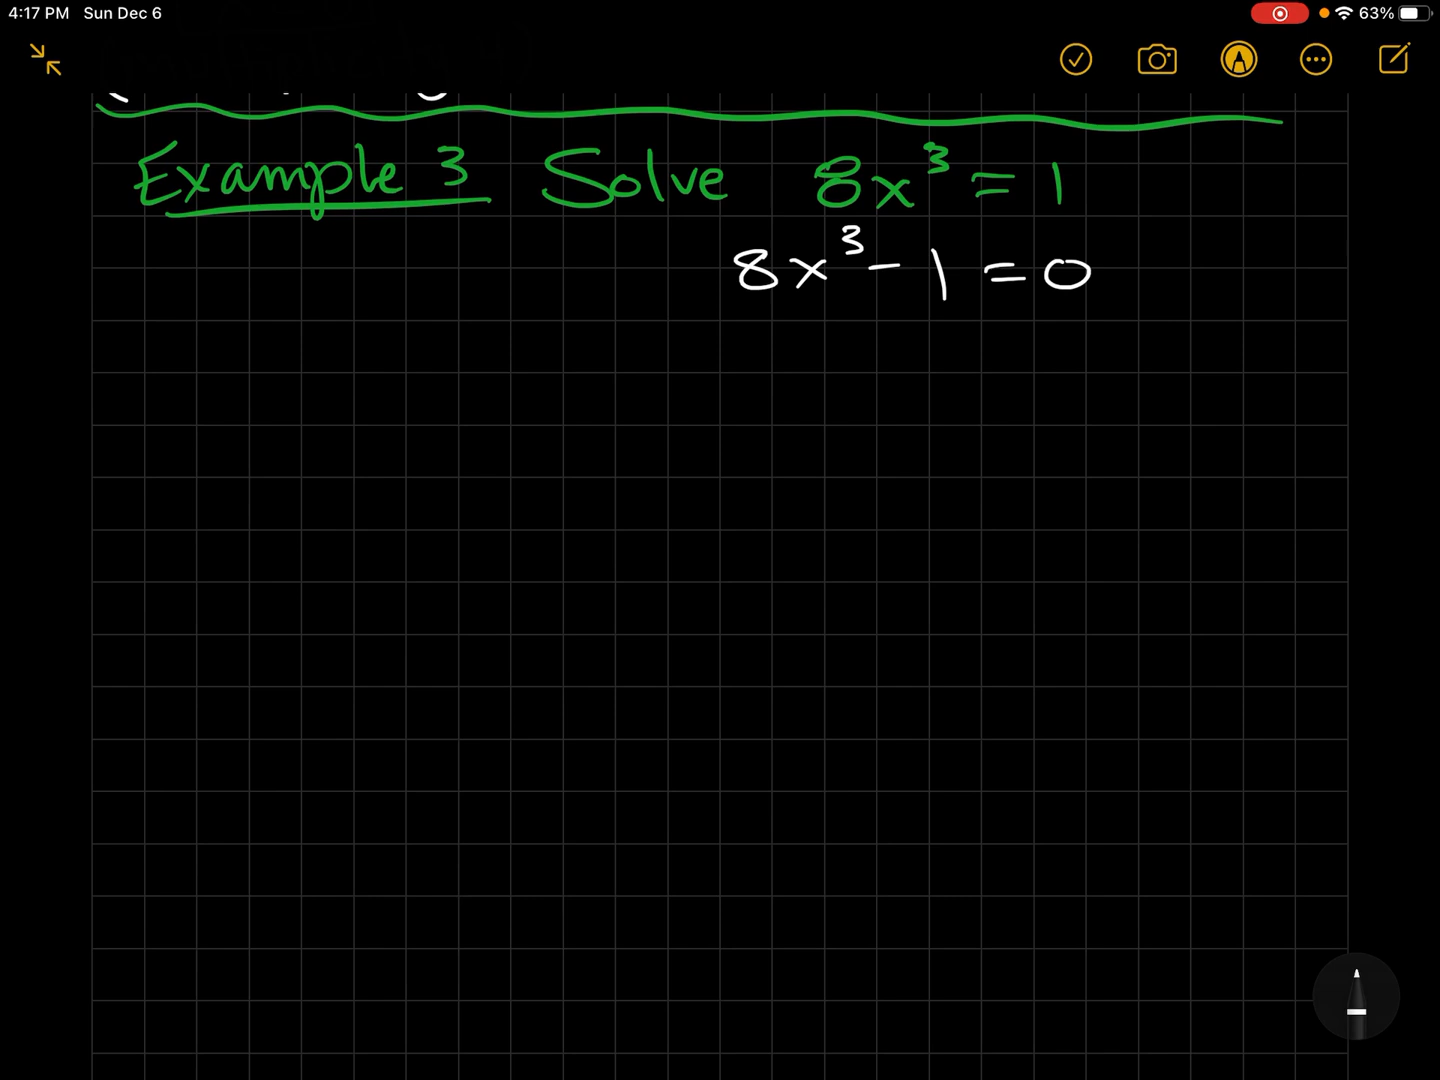 4:17 PM Sun Dec 6 63%
Example 3 Solve 8x³ = 1
8x³ - 1 = 0